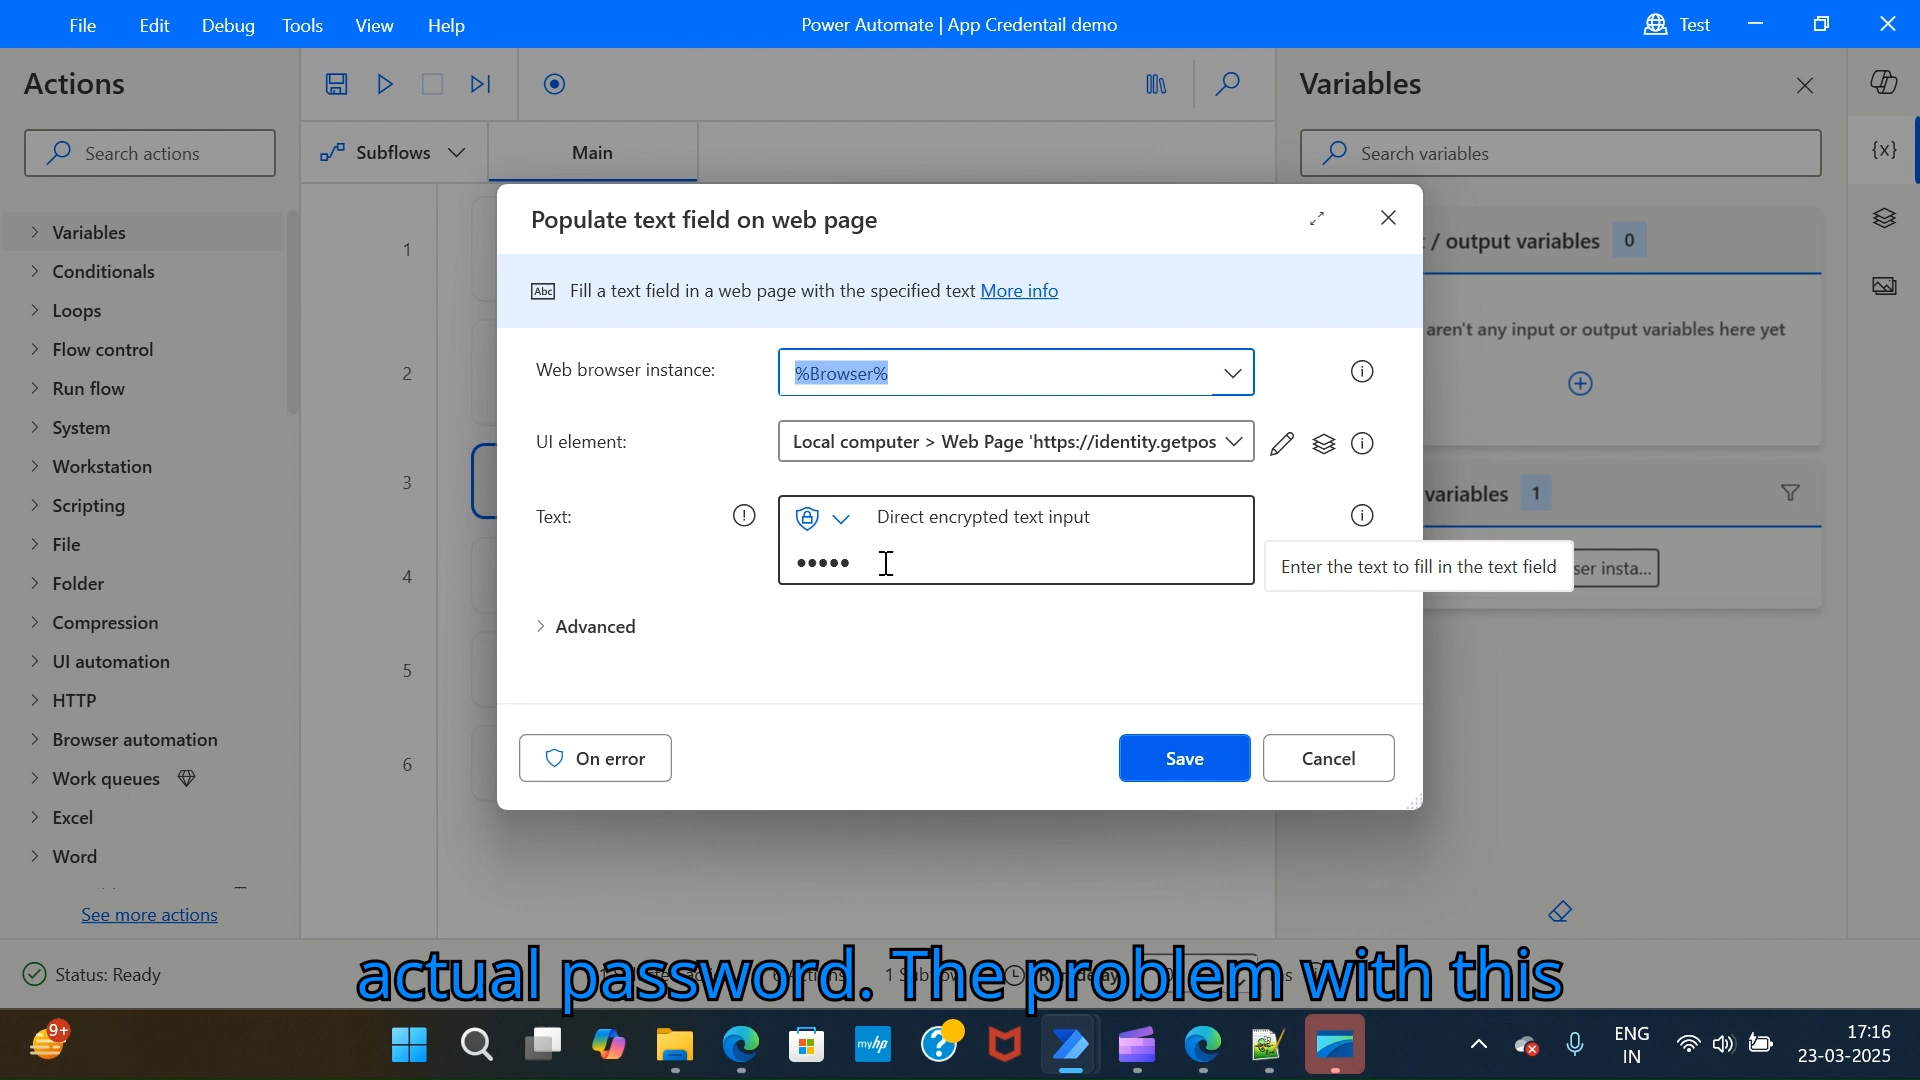 File Edit Debug Tools View Help
Power Automate | App Credentail demo
Test
Actions
Variables
Search actions
Subflows
Main
Search variables
Populate text field on web page
Variables
1
/ output variables 0
Conditionals
Abc Fill a text field in a web page with the specified text More info
Loops
aren't any input or output variables here yet
Flow control
Web browser instance: %Browser%
2
Run flow
System
UI element: Local computer > Web Page 'https://identity.getpos
Workstation
3
variables 1
Scripting
Text: Direct encrypted text input
File
•••••
Enter the text to fill in the text field
ser insta...
Folder
4
Compression
Advanced
UI automation
5
HTTP
Browser automation
On error Save Cancel
6
Work queues
Excel
Word
See more actions
Status: Ready
actual password. The problem with this
9+
myhp
ENG
IN
17:16
23-03-2025